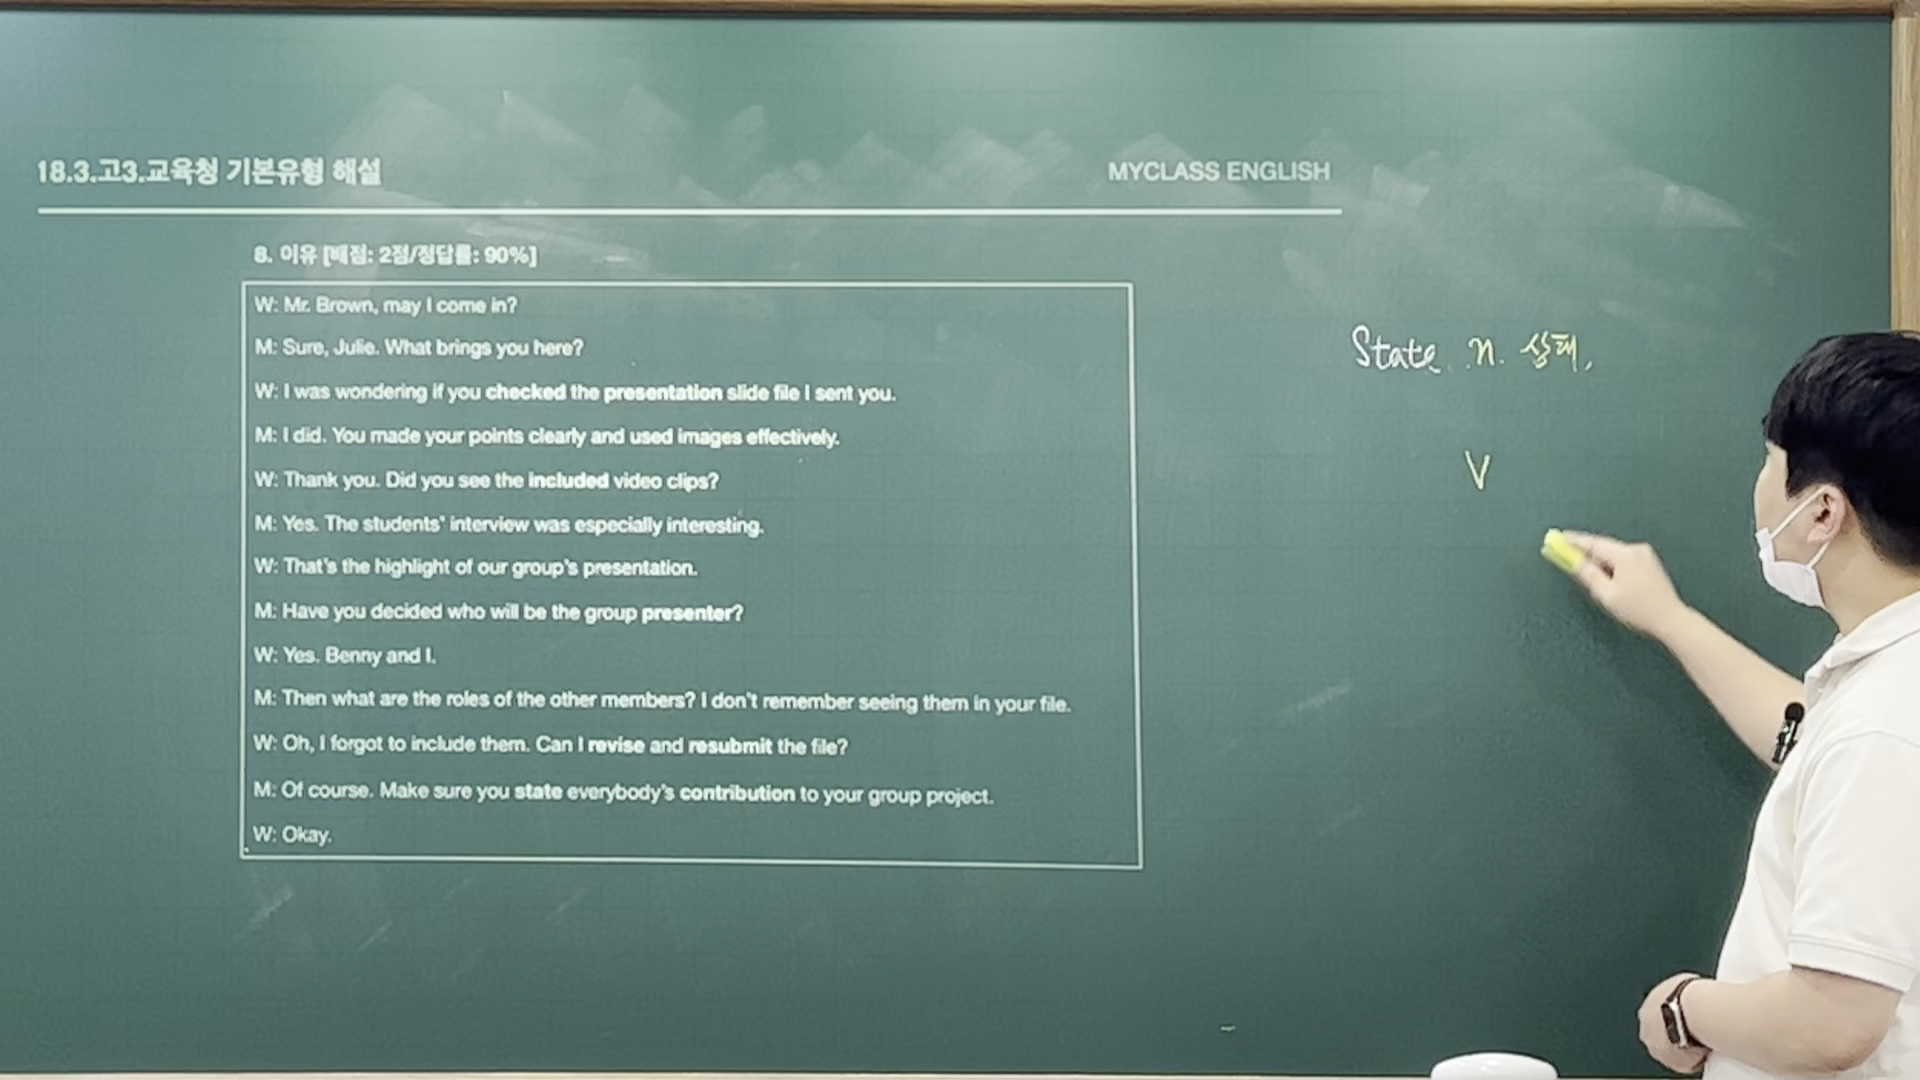 18.3.고3.교육청 기본유형 해설
MYCLASS ENGLISH
8. 이유 [배점: 2점/정답률: 90%]
W: Mr. Brown, may I come in?
M: Sure, Julie. What brings you here?
W: I was wondering if you checked the presentation slide file I sent you.
M: I did. You made your points clearly and used images effectively.
W: Thank you. Did you see the included video clips?
M: Yes. The students' interview was especially interesting.
W: That's the highlight of our group's presentation.
M: Have you decided who will be the group presenter?
W: Yes. Benny and I.
M: Then what are the roles of the other members? I don't remember seeing them in your file.
W: Oh, I forgot to include them. Can I revise and resubmit the file?
M: Of course. Make sure you state everybody's contribution to your group project.
W: Okay.
State. n. 상태,
V